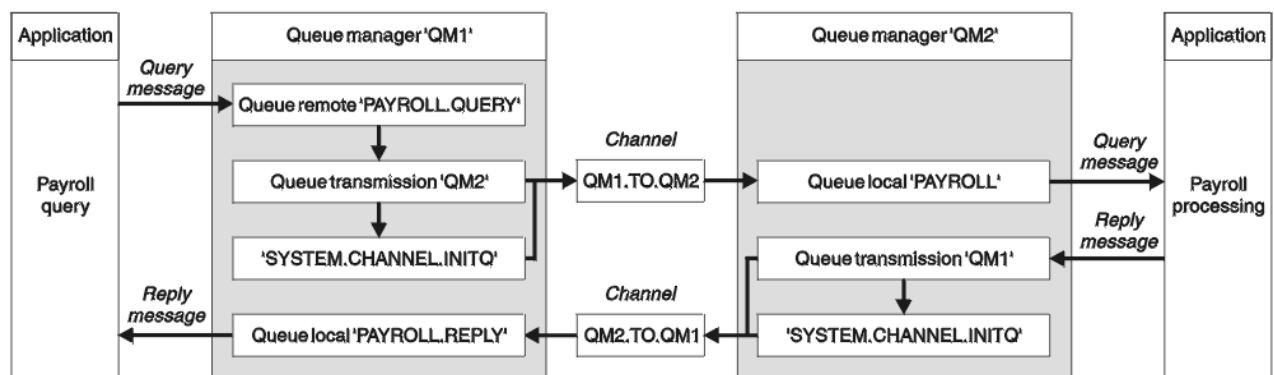 Application
Queue manager 'QM1'
Queue manager 'QM2'
Application
Query
message
Queue remote 'PAYROLL.QUERY'
Channel
Query
message
Payroll
query
Queue transmission 'QM2'
QM1.TO.QM2
Queue local 'PAYROLL'
Payroll
processing
Reply
message
'SYSTEM.CHANNEL.INITQ'
Queue transmission 'QM1'
Reply
message
Channel
Queue local 'PAYROLL.REPLY'
QM2.TO.QM1
'SYSTEM.CHANNEL.INITQ'